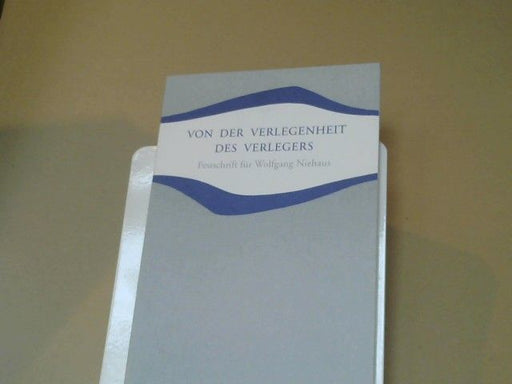 VON DER VERLEGENHEIT
DES VERLEGERS
Festschrift für Wolfgang Niehaus